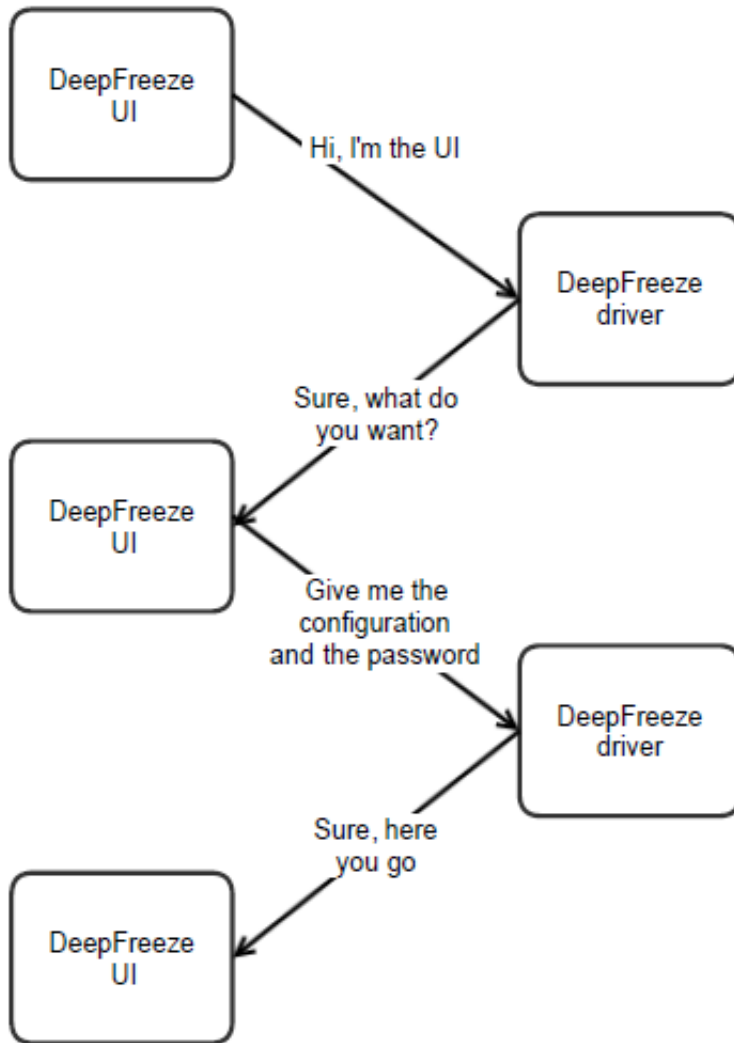 DeepFreeze
UI
Hi, I'm the UI
DeepFreeze
driver
Sure, what do
you want?
DeepFreeze
UI
Give me the
configuration
and the password
DeepFreeze
driver
Sure, here
you go
DeepFreeze
UI